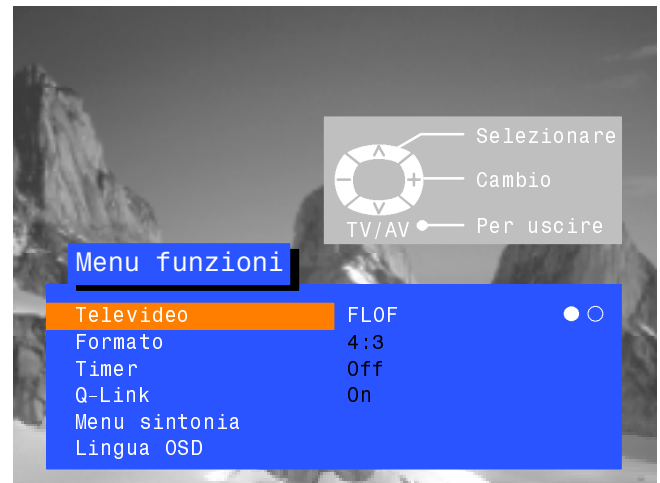 Selezionare
Cambio
TV/AV Per uscire
Menu funzioni
Televideo FLOF
Formato 4:3
Timer Off
Q-Link On
Menu sintonia
Lingua OSD